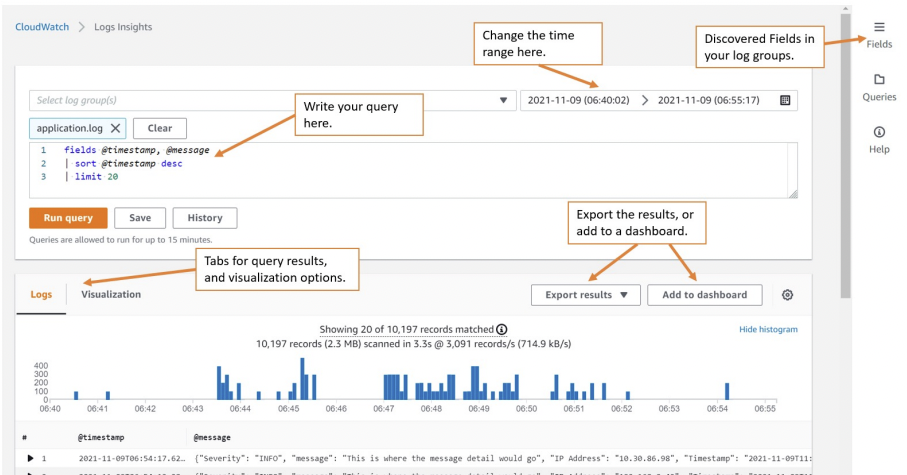 CloudWatch > Logs Insights
Change the time
range here.
Discovered Fields in
your log groups.
Fields
Queries
Help
Select log group(s)
2021-11-09 (06:40:02) > 2021-11-09 (06:55:17)
Write your query
here.
application.log X Clear
1 fields @timestamp, @message
2 | sort @timestamp desc
3 | limit 20
Run query Save History
Queries are allowed to run for up to 15 minutes.
Export the results, or
add to a dashboard.
Tabs for query results,
and visualization options.
Logs Visualization Export results Add to dashboard
Showing 20 of 10,197 records matched
Hide histogram
10,197 records (2.3 MB) scanned in 3.3s @ 3,091 records/s (714.9 kB/s)
400
300
200
100
0
06:40 06:41 06:42 06:43 06:44 06:45 06:46 06:47 06:48 06:49 06:50 06:51 06:52 06:53 06:54 06:55
# @timestamp @message
1 2021-11-09T06:54:17.62… {"Severity": "INFO", "message": "This is where the message detail would go", "IP Address": "10.30.86.98", "Timestamp": "2021-11-09T11: